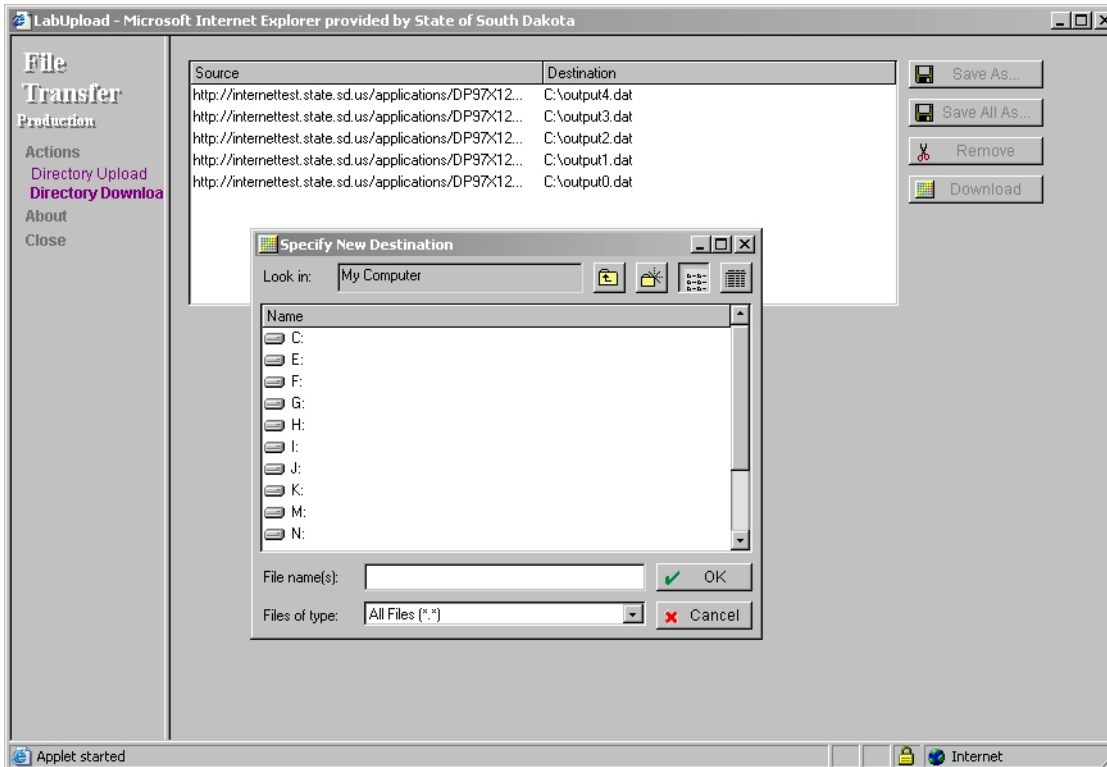 LabUpload - Microsoft Internet Explorer provided by State of South Dakota
File
Transfer
Production
Actions
Directory Upload
Directory Downloa
About
Close
Source Destination
http://internettest.state.sd.us/applications/DP97X12... C:\output4.dat
http://internettest.state.sd.us/applications/DP97X12... C:\output3.dat
http://internettest.state.sd.us/applications/DP97X12... C:\output2.dat
http://internettest.state.sd.us/applications/DP97X12... C:\output1.dat
http://internettest.state.sd.us/applications/DP97X12... C:\output0.dat
Save As...
Save All As...
Remove
Download
Specify New Destination
Look in: My Computer
Name
C:
E:
F:
G:
H:
I:
J:
K:
M:
N:
File name(s):
OK
Files of type: All Files (*.*)
Cancel
Applet started
Internet